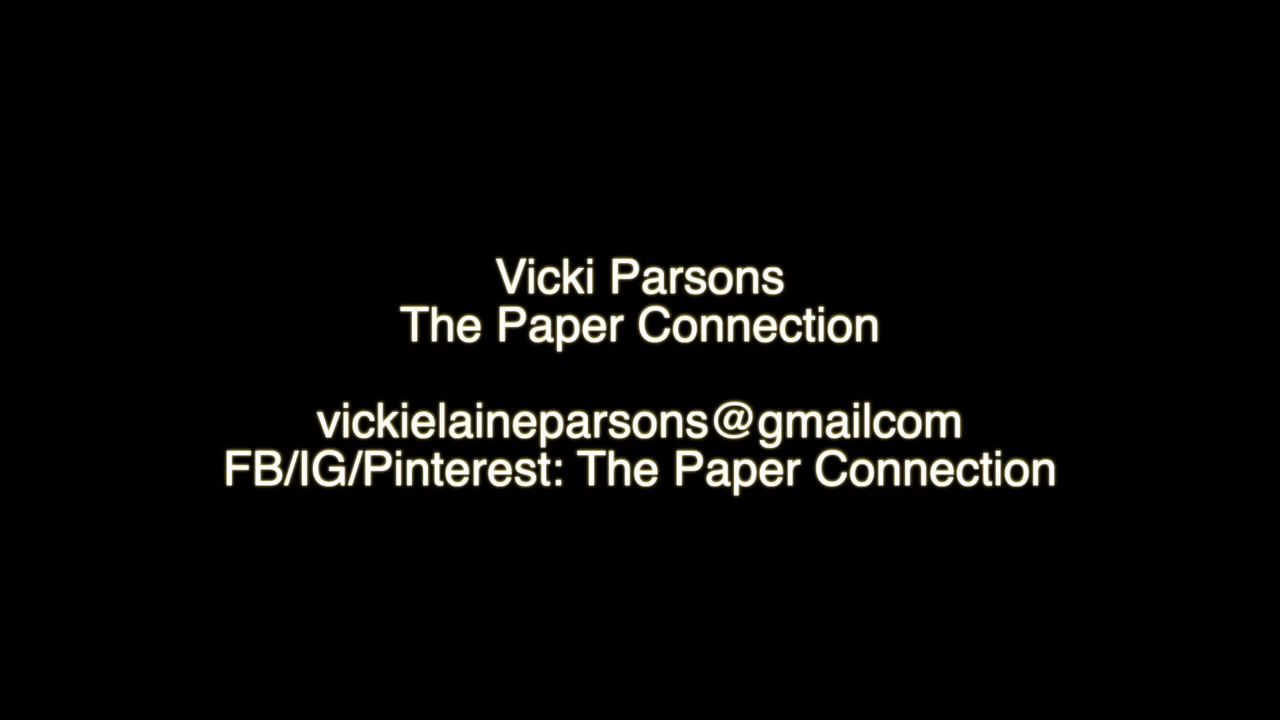 Vicki Parsons
The Paper Connection
vickielaineparsons@gmailcom
FB/IG/Pinterest: The Paper Connection